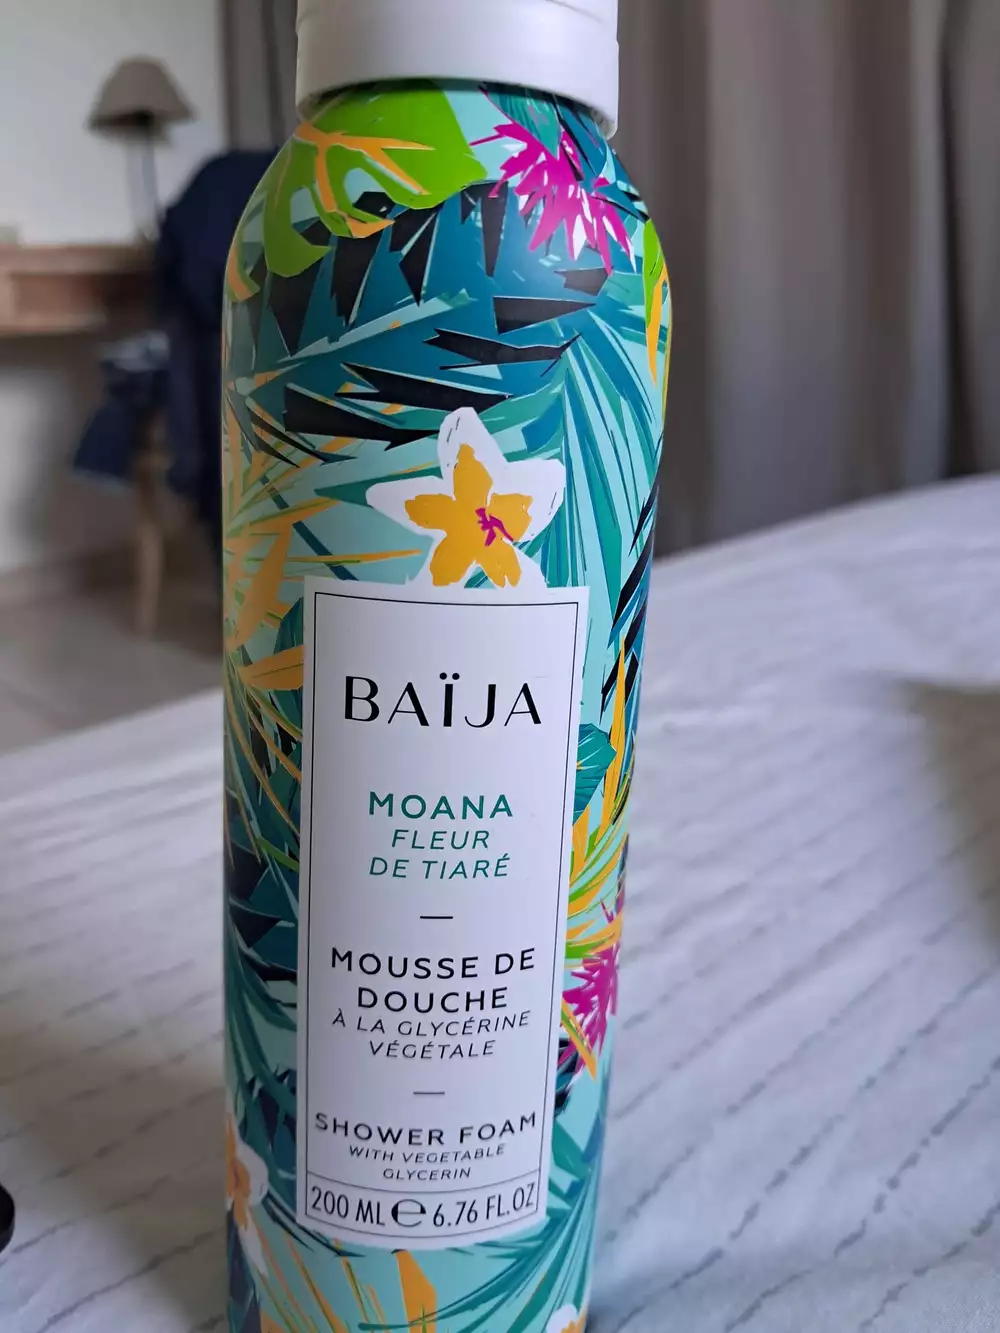 BAÏJA
MOANA
FLEUR
DE TIARÉ
MOUSSE DE
DOUCHE
À LA GLYCÉRINE
VÉGÉTALE
SHOWER FOAM
WITH VEGETABLE
GLYCERIN
200 ML ℮ 6.76 FL.OZ